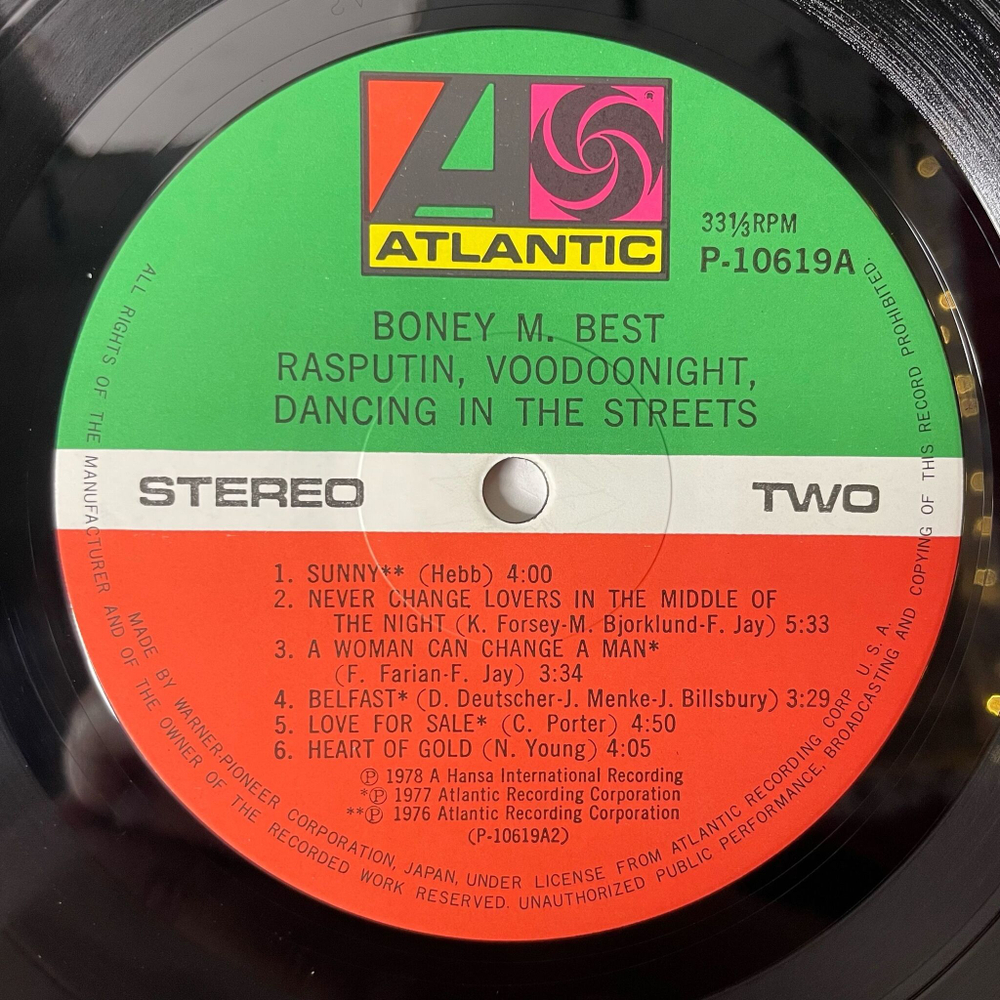 ATLANTIC
®
33⅓RPM
P-10619A
BONEY M. BEST
RASPUTIN, VOODOONIGHT,
DANCING IN THE STREETS
STEREO
TWO
1. SUNNY** (Hebb) 4:00
2. NEVER CHANGE LOVERS IN THE MIDDLE OF
THE NIGHT (K. Forsey-M. Bjorklund-F. Jay) 5:33
3. A WOMAN CAN CHANGE A MAN*
(F. Farian-F. Jay) 3:34
4. BELFAST* (D. Deutscher-J. Menke-J. Billsbury) 3:29
5. LOVE FOR SALE* (C. Porter) 4:50
6. HEART OF GOLD (N. Young) 4:05
Ⓟ 1978 A Hansa International Recording
*Ⓟ 1977 Atlantic Recording Corporation
**Ⓟ 1976 Atlantic Recording Corporation
(P-10619A2)
MADE BY WARNER-PIONEER CORPORATION, JAPAN, UNDER LICENSE FROM ATLANTIC RECORDING CORP. U. S. A.
ALL RIGHTS OF THE MANUFACTURER AND OF THE OWNER OF THE RECORDED WORK RESERVED. UNAUTHORIZED PUBLIC PERFORMANCE, BROADCASTING AND COPYING OF THIS RECORD PROHIBITED.